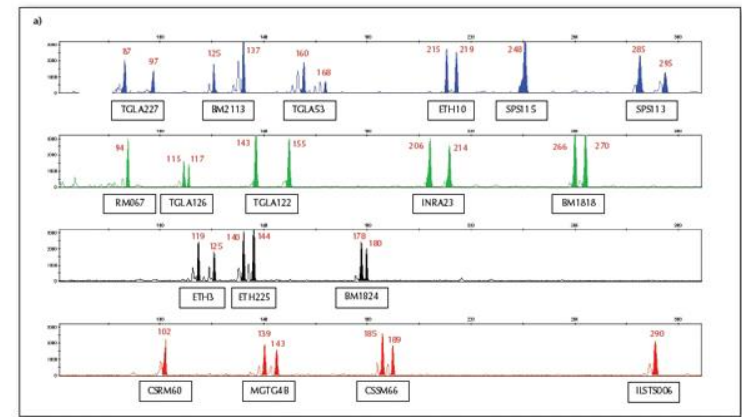 a)
87 97 125 137 160 168 215 219 248 285 295
TGLA227 BM2113 TGLA53 ETH10 SPS115 SPS113
94 115 117 143 155 206 214 266 270
RM067 TGLA126 TGLA122 INRA23 BM1818
119 125 140 144 178 180
ETH3 ETH225 BM1824
102 139 143 185 189 290
CSRM60 MGTG4B CSSM66 ILSTS006